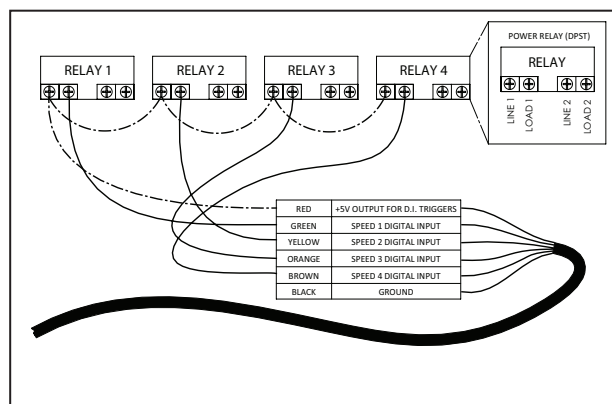 POWER RELAY (DPST)
RELAY 1
RELAY 2
RELAY 3
RELAY 4
RELAY
LINE 1
LOAD 1
LINE 2
LOAD 2
RED +5V OUTPUT FOR D.I. TRIGGERS
GREEN SPEED 1 DIGITAL INPUT
YELLOW SPEED 2 DIGITAL INPUT
ORANGE SPEED 3 DIGITAL INPUT
BROWN SPEED 4 DIGITAL INPUT
BLACK GROUND